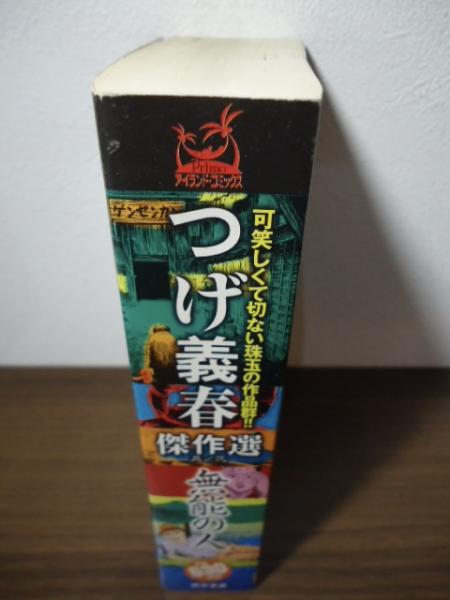 Primo
アイランド・コミックス
ゲンセンカン
可笑しくて切ない珠玉の作品群!!
つげ義春
傑作選
無能の人